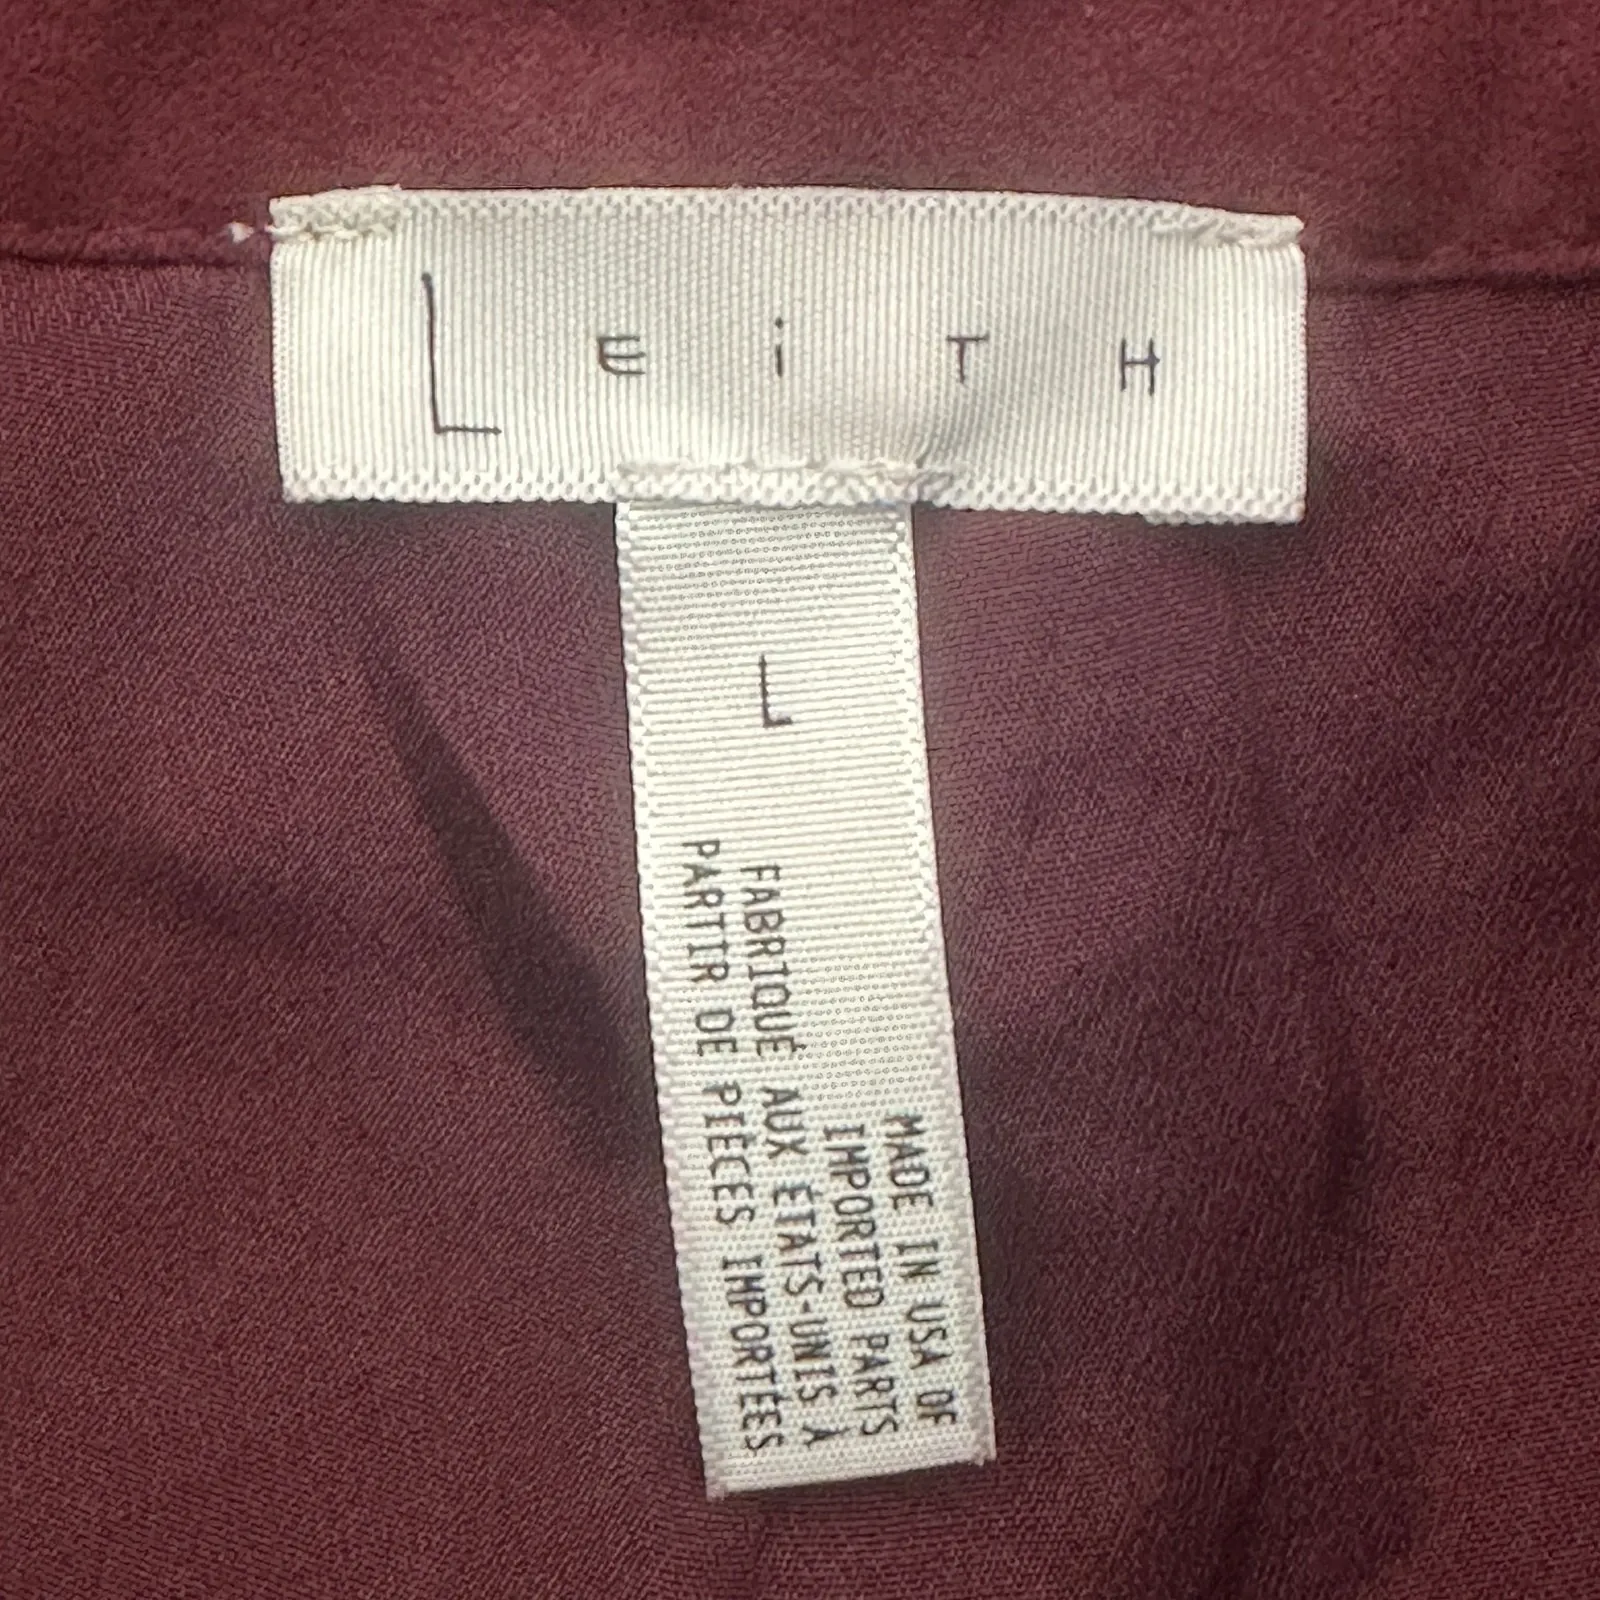 LEiTH
L
MADE IN USA OF
IMPORTED PARTS
FABRIQUÉ AUX ÉTATS-UNIS À
PARTIR DE PIÈCES IMPORTÉES